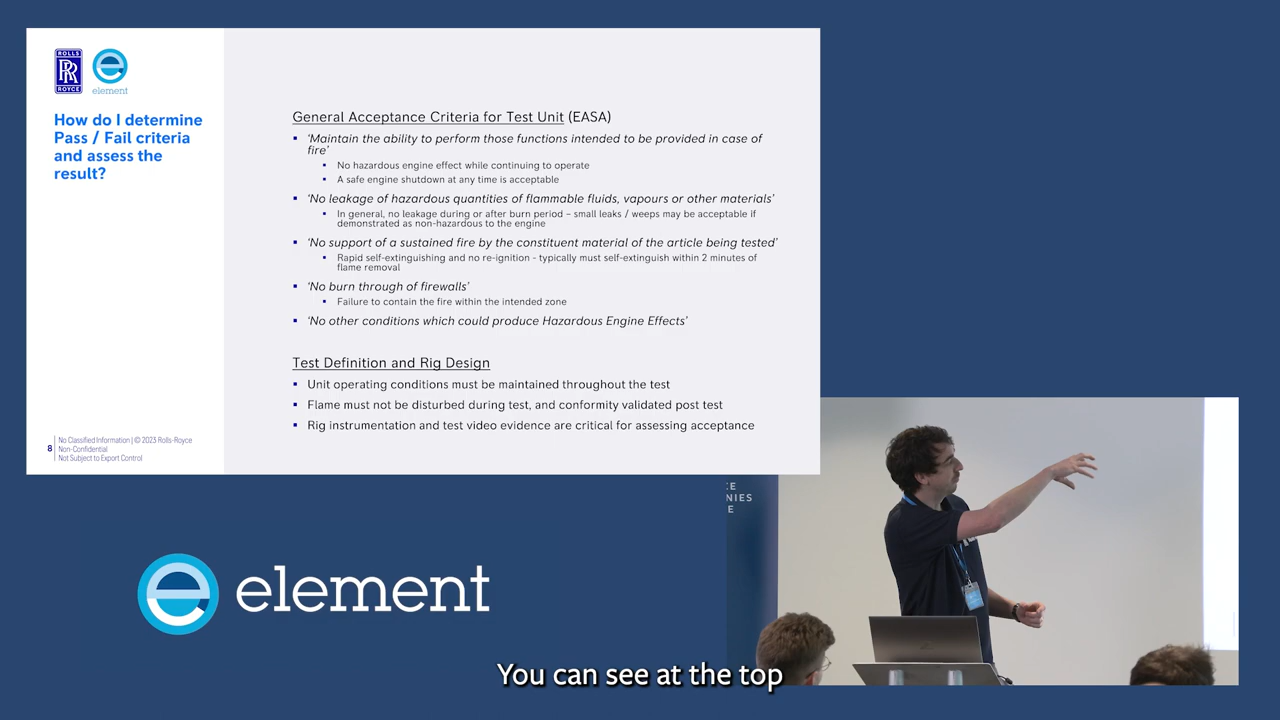 ROLLS
RR
ROYCE
element
How do I determine
Pass / Fail criteria
and assess the
result?
General Acceptance Criteria for Test Unit (EASA)
▪ ‘Maintain the ability to perform those functions intended to be provided in case of
fire’
▪ No hazardous engine effect while continuing to operate
▪ A safe engine shutdown at any time is acceptable
▪ ‘No leakage of hazardous quantities of flammable fluids, vapours or other materials’
▪ In general, no leakage during or after burn period – small leaks / weeps may be acceptable if
demonstrated as non-hazardous to the engine
▪ ‘No support of a sustained fire by the constituent material of the article being tested’
▪ Rapid self-extinguishing and no re-ignition - typically must self-extinguish within 2 minutes of
flame removal
▪ ‘No burn through of firewalls’
▪ Failure to contain the fire within the intended zone
▪ ‘No other conditions which could produce Hazardous Engine Effects’
Test Definition and Rig Design
▪ Unit operating conditions must be maintained throughout the test
▪ Flame must not be disturbed during test, and conformity validated post test
▪ Rig instrumentation and test video evidence are critical for assessing acceptance
8
No Classified Information | © 2023 Rolls-Royce
Non-Confidential
Not Subject to Export Control
NIES
element
You can see at the top